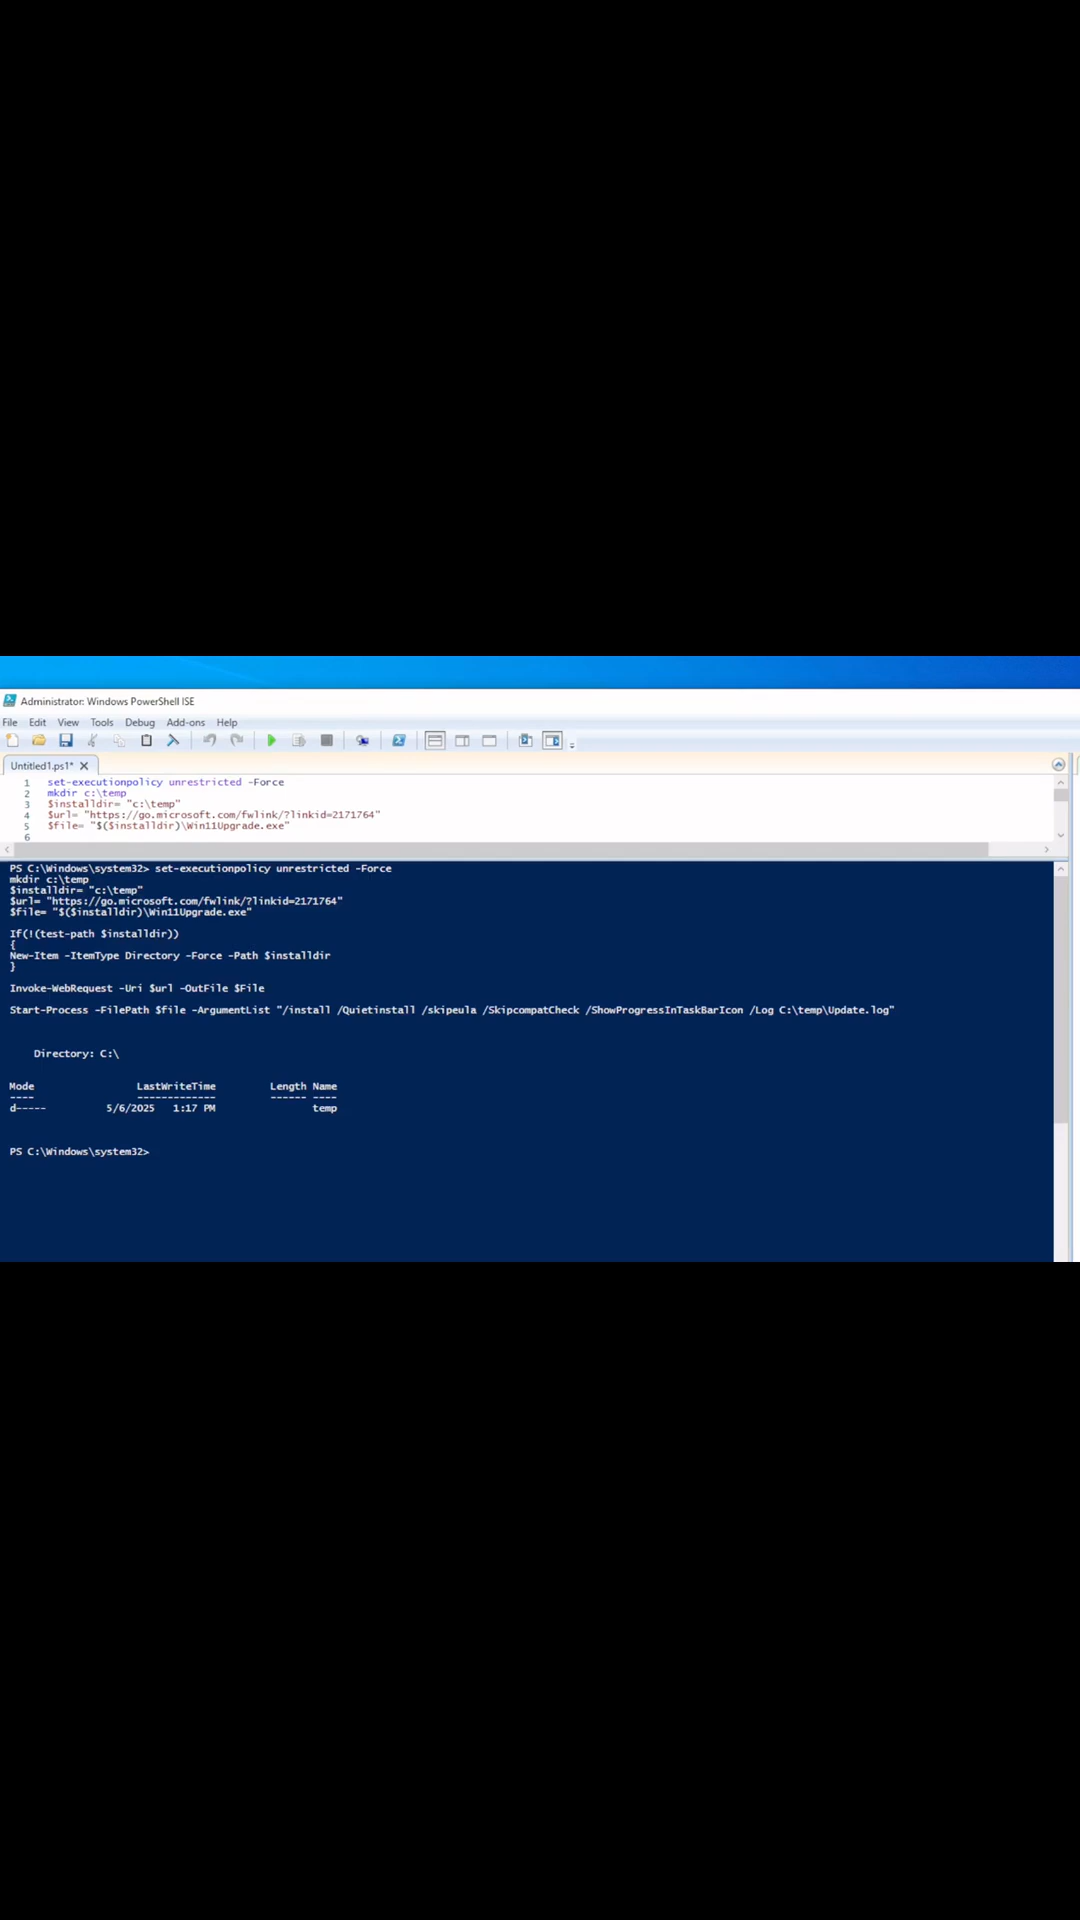 Administrator: Windows PowerShell ISE
File Edit View Tools Debug Add-ons Help
Untitled1.ps1* X
1 set-executionpolicy unrestricted -Force
2 mkdir c:\temp
3 $installdir= "c:\temp"
4 $url= "https://go.microsoft.com/fwlink/?linkid=2171764"
5 $file= "$($installdir)\Win11Upgrade.exe"
6
PS C:\Windows\system32> set-executionpolicy unrestricted -Force
mkdir c:\temp
$installdir= "c:\temp"
$url= "https://go.microsoft.com/fwlink/?linkid=2171764"
$file= "$($installdir)\Win11Upgrade.exe"
If(!(test-path $installdir))
{
New-Item -ItemType Directory -Force -Path $installdir
}
Invoke-WebRequest -Uri $url -OutFile $File
Start-Process -FilePath $file -ArgumentList "/install /Quietinstall /skipeula /SkipcompatCheck /ShowProgressInTaskBarIcon /Log C:\temp\Update.log"
Directory: C:\
Mode LastWriteTime Length Name
---- ------------- ------ ----
d----- 5/6/2025 1:17 PM temp
PS C:\Windows\system32>